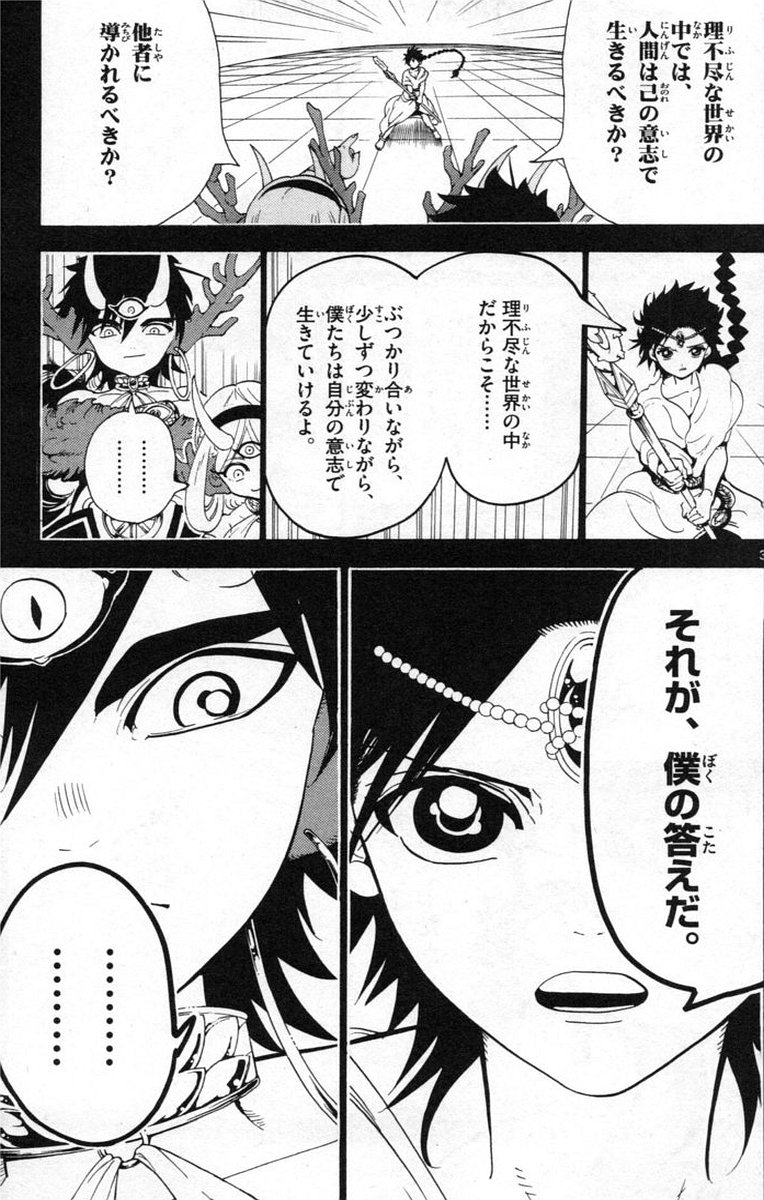 理不尽な世界の
中では、
人間は己の意志で
生きるべきか?
他者に
導かれるべきか?
理不尽な世界の中
だからこそ……
ぶつかり合いながら、
少しずつ変わりながら、
僕たちは自分の意志で
生きていけるよ。
………
………
それが、僕の答えだ。
………
………